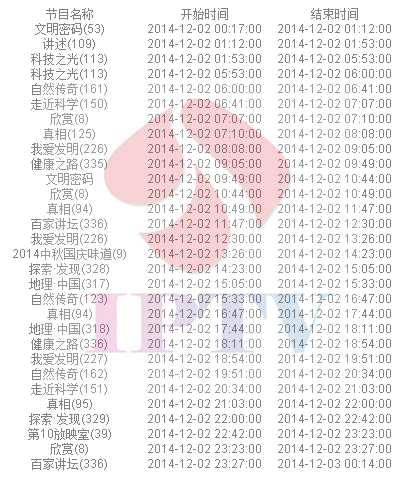 节目名称 开始时间 结束时间
文明密码(53) 2014-12-02 00:17:00 2014-12-02 01:12:00
讲述(109) 2014-12-02 01:12:00 2014-12-02 01:53:00
科技之光(113) 2014-12-02 01:53:00 2014-12-02 05:53:00
科技之光(113) 2014-12-02 05:53:00 2014-12-02 06:00:00
自然传奇(161) 2014-12-02 06:00:00 2014-12-02 06:41:00
走近科学(150) 2014-12-02 06:41:00 2014-12-02 07:07:00
欣赏(8) 2014-12-02 07:07:00 2014-12-02 07:10:00
真相(125) 2014-12-02 07:10:00 2014-12-02 08:08:00
我爱发明(226) 2014-12-02 08:08:00 2014-12-02 09:05:00
健康之路(335) 2014-12-02 09:05:00 2014-12-02 09:49:00
文明密码 2014-12-02 09:49:00 2014-12-02 10:44:00
欣赏(8) 2014-12-02 10:44:00 2014-12-02 10:49:00
真相(94) 2014-12-02 10:49:00 2014-12-02 11:47:00
百家讲坛(336) 2014-12-02 11:47:00 2014-12-02 12:30:00
我爱发明(226) 2014-12-02 12:30:00 2014-12-02 13:26:00
2014中秋国庆味道(9) 2014-12-02 13:26:00 2014-12-02 14:23:00
探索·发现(328) 2014-12-02 14:23:00 2014-12-02 15:05:00
地理·中国(317) 2014-12-02 15:05:00 2014-12-02 15:33:00
自然传奇(123) 2014-12-02 15:33:00 2014-12-02 16:47:00
真相(94) 2014-12-02 16:47:00 2014-12-02 17:44:00
地理·中国(318) 2014-12-02 17:44:00 2014-12-02 18:11:00
健康之路(336) 2014-12-02 18:11:00 2014-12-02 18:54:00
我爱发明(227) 2014-12-02 18:54:00 2014-12-02 19:51:00
自然传奇(162) 2014-12-02 19:51:00 2014-12-02 20:34:00
走近科学(151) 2014-12-02 20:34:00 2014-12-02 21:03:00
真相(95) 2014-12-02 21:03:00 2014-12-02 22:00:00
探索·发现(329) 2014-12-02 22:00:00 2014-12-02 22:42:00
第10放映室(39) 2014-12-02 22:42:00 2014-12-02 23:23:00
欣赏(8) 2014-12-02 23:23:00 2014-12-02 23:27:00
百家讲坛(336) 2014-12-02 23:27:00 2014-12-03 00:14:00
IPTV